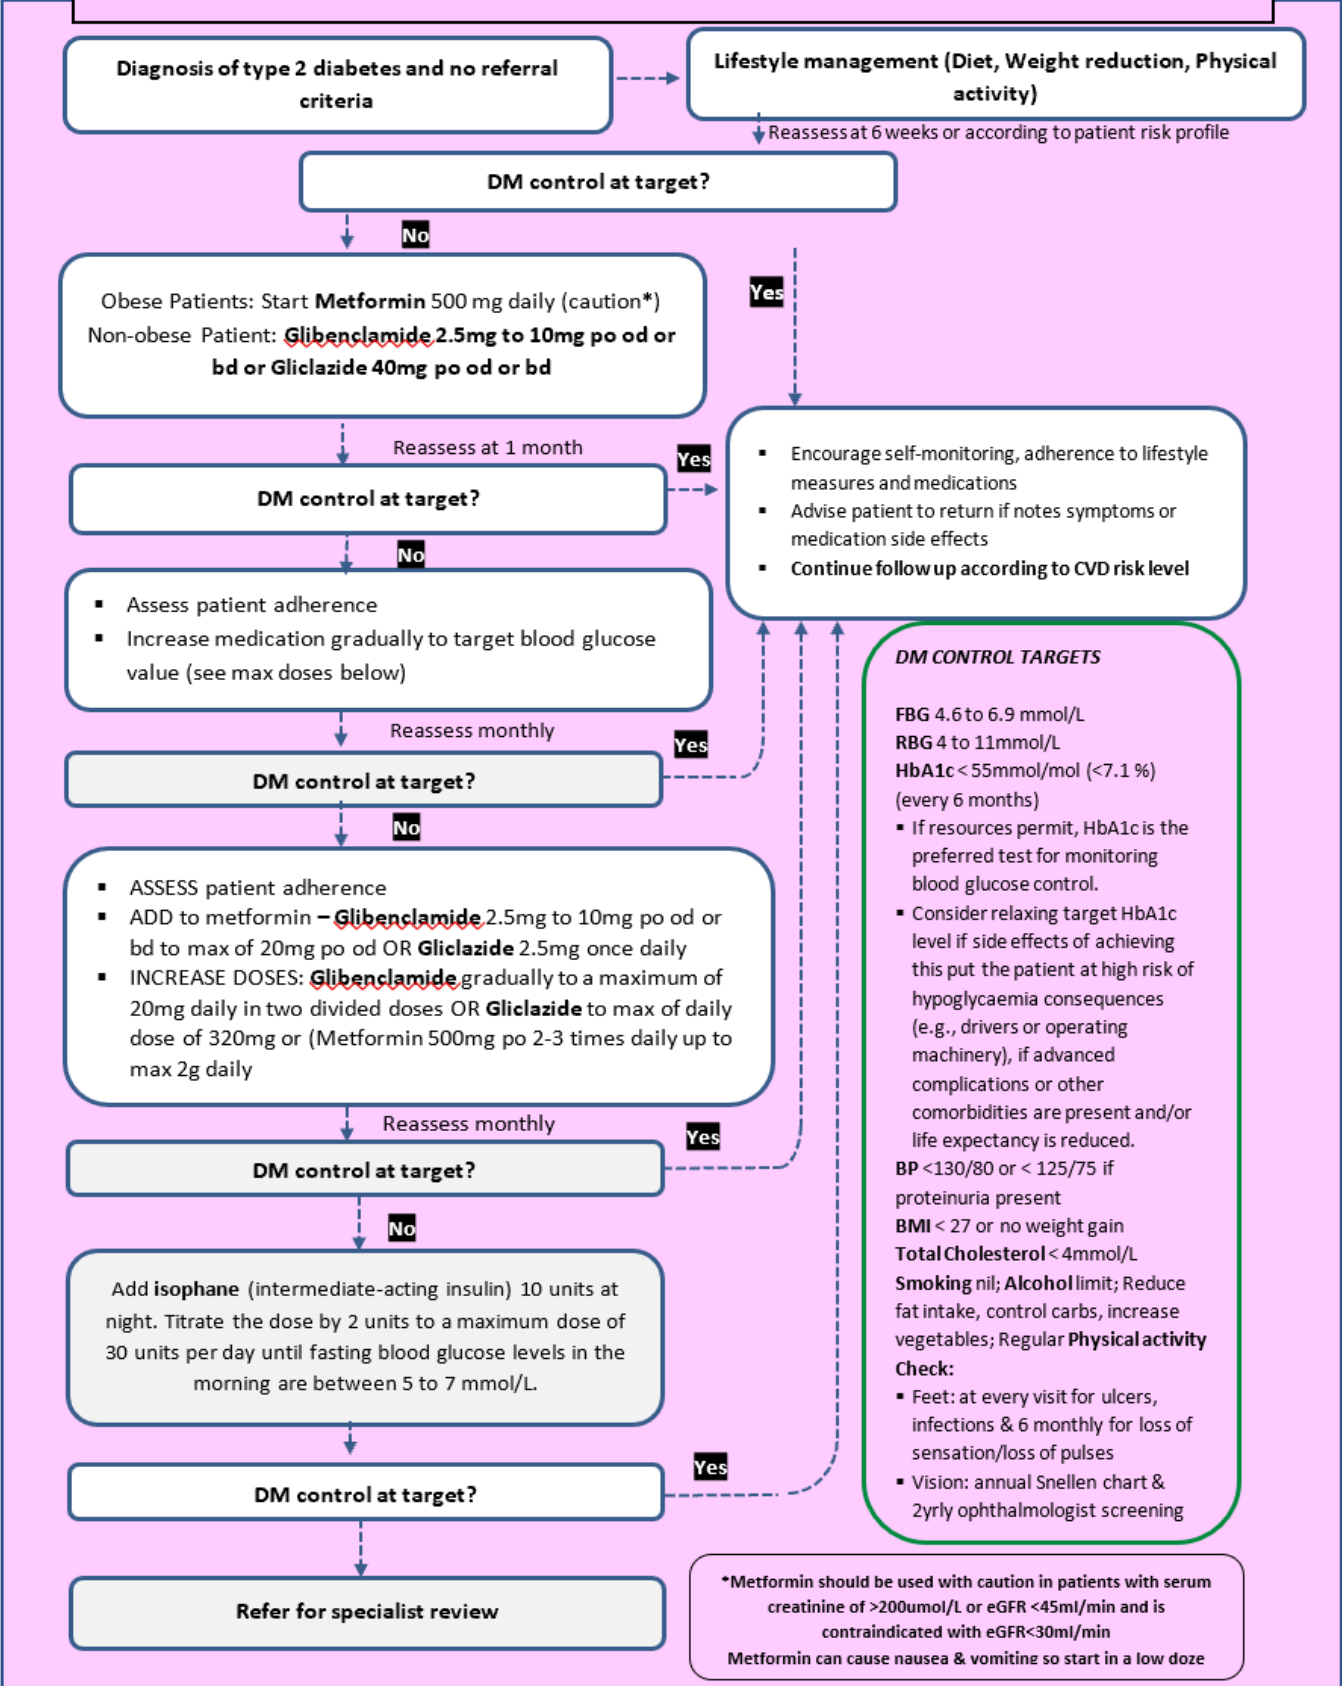 Diagnosis of type 2 diabetes and no referral
criteria
Lifestyle management (Diet, Weight reduction, Physical
activity)
Reassess at 6 weeks or according to patient risk profile
DM control at target?
No
Yes
Obese Patients: Start Metformin 500 mg daily (caution*)
Non-obese Patient: Glibenclamide 2.5mg to 10mg po od or
bd or Gliclazide 40mg po od or bd
Reassess at 1 month
Yes
DM control at target?
No
▪ Encourage self-monitoring, adherence to lifestyle
measures and medications
▪ Advise patient to return if notes symptoms or
medication side effects
▪ Continue follow up according to CVD risk level
▪ Assess patient adherence
▪ Increase medication gradually to target blood glucose
value (see max doses below)
Reassess monthly
Yes
DM control at target?
No
▪ ASSESS patient adherence
▪ ADD to metformin – Glibenclamide 2.5mg to 10mg po od or
bd to max of 20mg po od OR Gliclazide 2.5mg once daily
▪ INCREASE DOSES: Glibenclamide gradually to a maximum of
20mg daily in two divided doses OR Gliclazide to max of daily
dose of 320mg or (Metformin 500mg po 2-3 times daily up to
max 2g daily
Reassess monthly
Yes
DM control at target?
No
Add isophane (intermediate-acting insulin) 10 units at
night. Titrate the dose by 2 units to a maximum dose of
30 units per day until fasting blood glucose levels in the
morning are between 5 to 7 mmol/L.
Yes
DM control at target?
Refer for specialist review
DM CONTROL TARGETS
FBG 4.6 to 6.9 mmol/L
RBG 4 to 11mmol/L
HbA1c < 55mmol/mol (<7.1 %)
(every 6 months)
▪ If resources permit, HbA1c is the
preferred test for monitoring
blood glucose control.
▪ Consider relaxing target HbA1c
level if side effects of achieving
this put the patient at high risk of
hypoglycaemia consequences
(e.g., drivers or operating
machinery), if advanced
complications or other
comorbidities are present and/or
life expectancy is reduced.
BP <130/80 or < 125/75 if
proteinuria present
BMI < 27 or no weight gain
Total Cholesterol < 4mmol/L
Smoking nil; Alcohol limit; Reduce
fat intake, control carbs, increase
vegetables; Regular Physical activity
Check:
▪ Feet: at every visit for ulcers,
infections & 6 monthly for loss of
sensation/loss of pulses
▪ Vision: annual Snellen chart &
2yrly ophthalmologist screening
*Metformin should be used with caution in patients with serum
creatinine of >200umol/L or eGFR <45ml/min and is
contraindicated with eGFR<30ml/min
Metformin can cause nausea & vomiting so start in a low doze